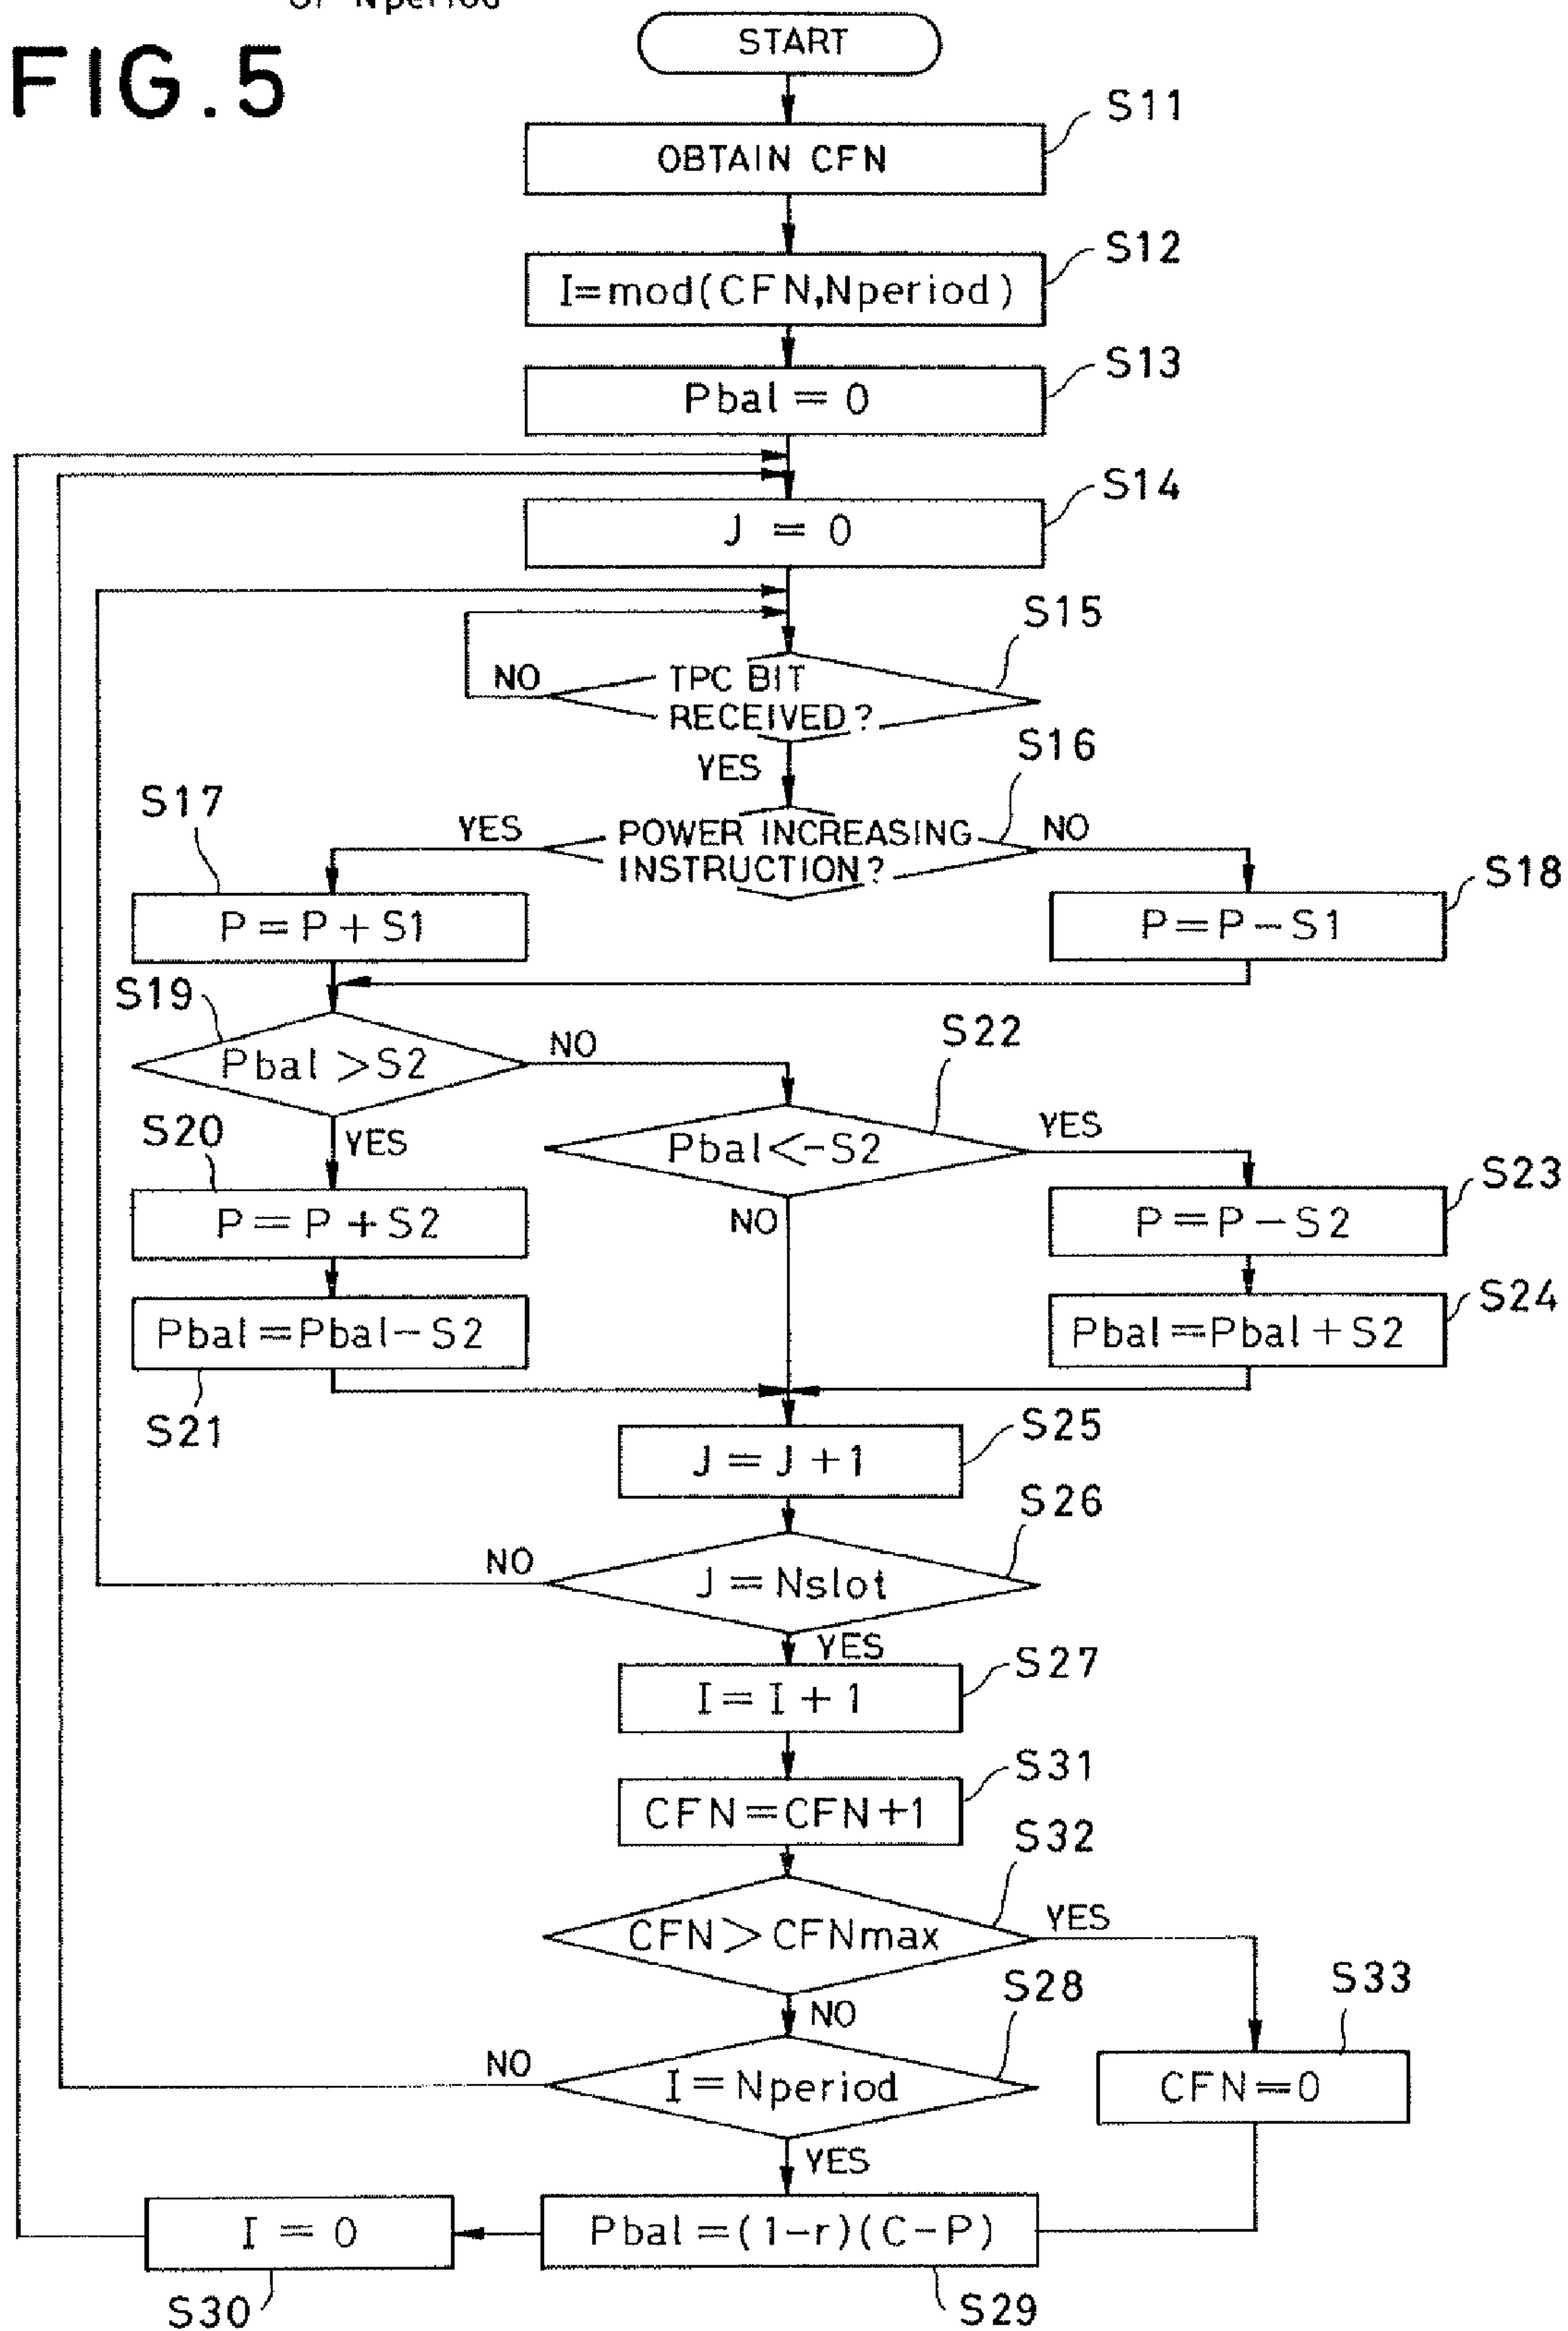 of Nperiod
FIG.5
START
S11
OBTAIN CFN
S12
I=mod(CFN,Nperiod)
S13
Pbal = 0
S14
J = 0
S15
NO
TPC BIT
RECEIVED?
YES
S16
S17
YES
POWER INCREASING
INSTRUCTION?
NO
S18
P=P+S1
P=P-S1
S19
Pbal >S2
NO
S22
S20
YES
Pbal<-S2
YES
S23
P=P+S2
NO
P=P-S2
S24
Pbal=Pbal-S2
Pbal=Pbal+S2
S21
S25
J=J+1
S26
NO
J=Nslot
YES
S27
I=I+1
S31
CFN=CFN+1
S32
CFN>CFNmax
YES
S28
S33
NO
NO
I=Nperiod
CFN=0
YES
I = 0
Pbal=(1-r)(C-P)
S30
S29